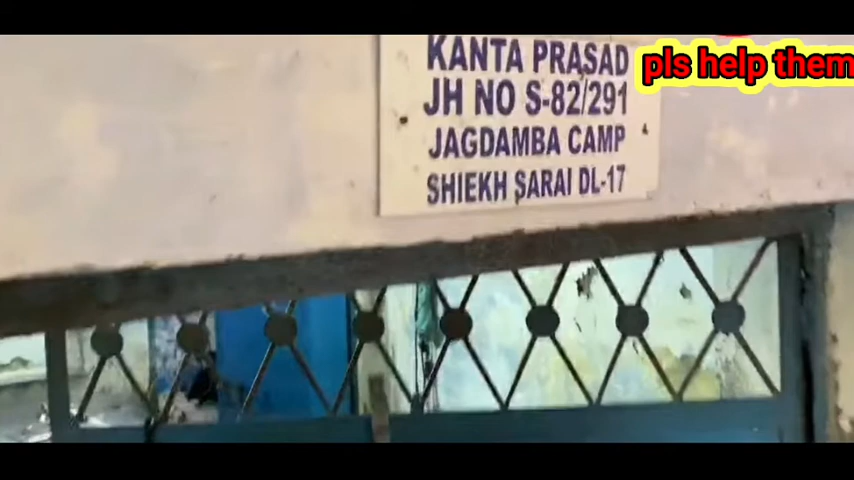 KANTA PRASAD
JH NO S-82/291
JAGDAMBA CAMP
SHIEKH SARAI DL-17
pls help them